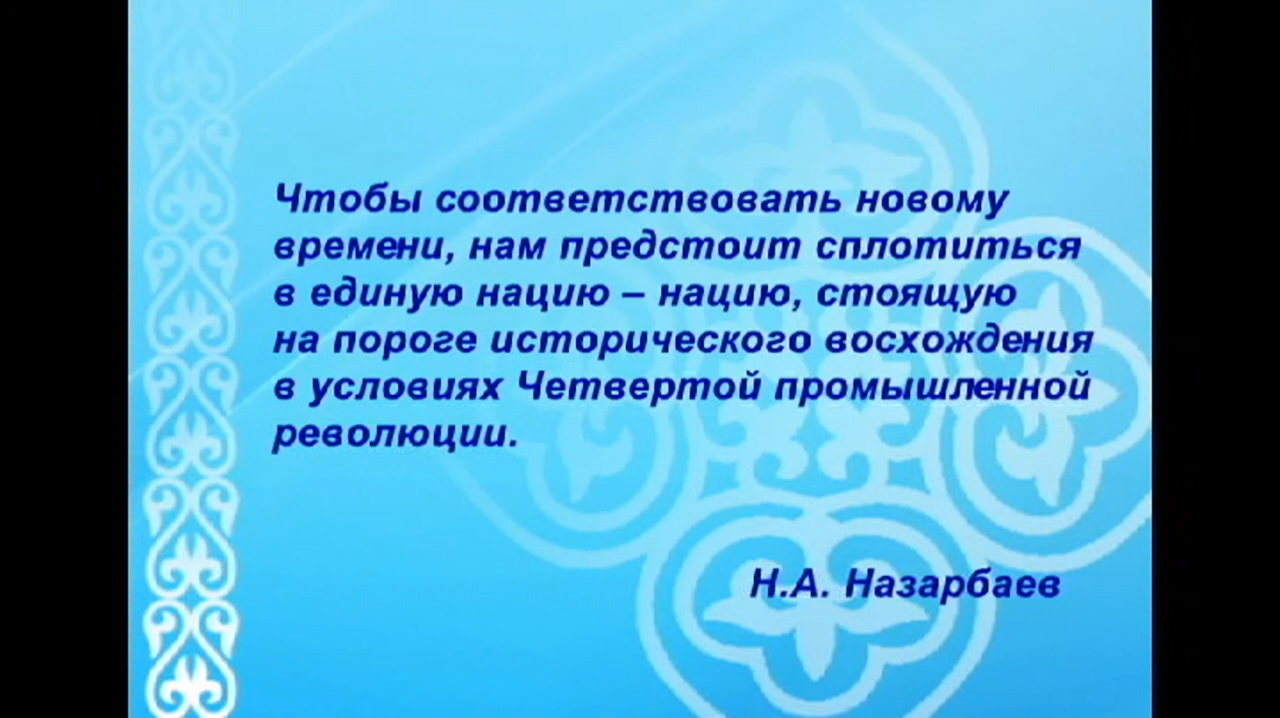 Чтобы соответствовать новому
времени, нам предстоит сплотиться
в единую нацию – нацию, стоящую
на пороге исторического восхождения
в условиях Четвертой промышленной
революции.
Н.А. Назарбаев